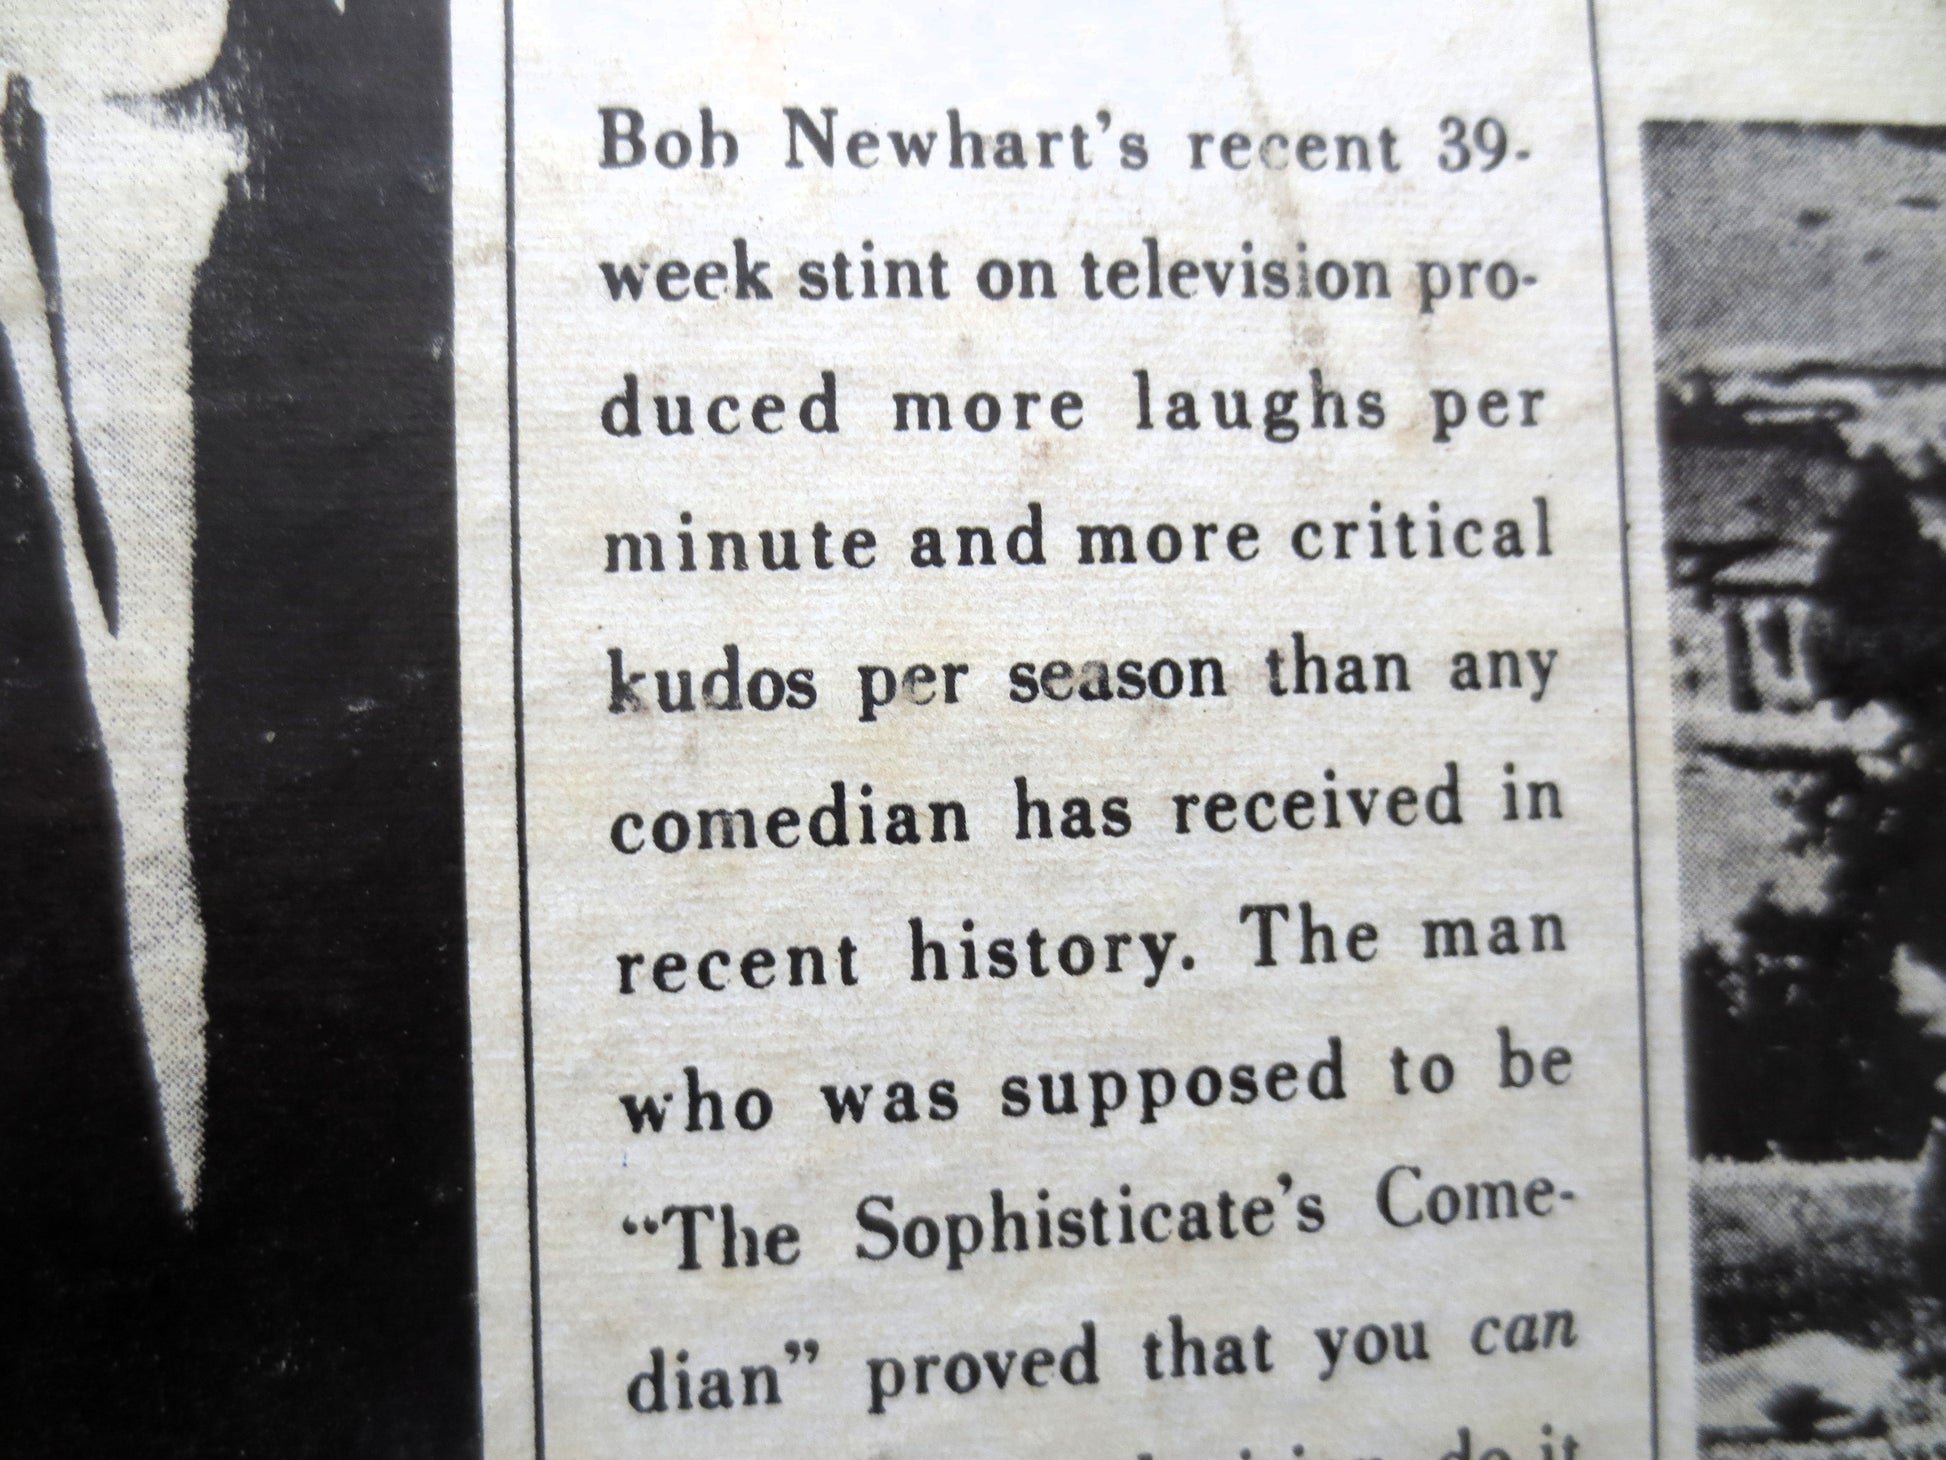 Bob Newhart's recent 39-
week stint on television pro-
duced more laughs per
minute and more critical
kudos per season than any
comedian has received in
recent history. The man
who was supposed to be
“The Sophisticate's Come-
dian” proved that you can
do it